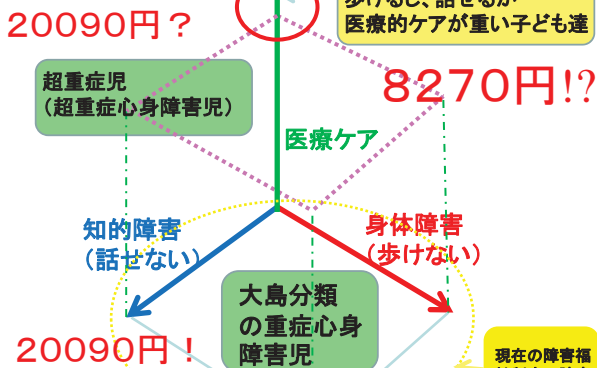 歩けるし、話せるが
医療的ケアが重い子ども達
20090円？
超重症児
（超重症心身障害児）
8270円!?
医療ケア
知的障害
（話せない）
身体障害
（歩けない）
大島分類
の重症心身
障害児
20090円！
現在の障害福